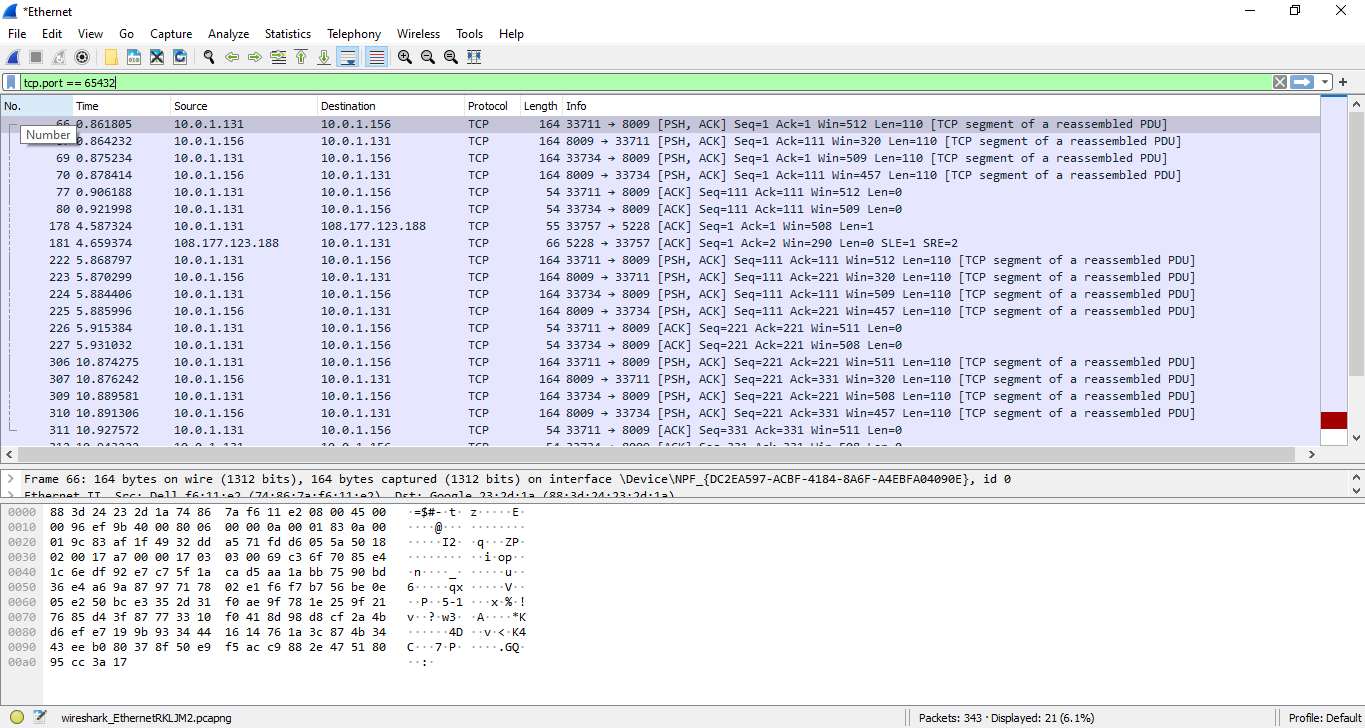 *Ethernet
File Edit View Go Capture Analyze Statistics Telephony Wireless Tools Help
tcp.port == 65432
No. Time Source Destination Protocol Length Info
66 0.861805 10.0.1.131 10.0.1.156 TCP 164 33711 → 8009 [PSH, ACK] Seq=1 Ack=1 Win=512 Len=110 [TCP segment of a reassembled PDU]
Number
0.864232 10.0.1.156 10.0.1.131 TCP 164 8009 → 33711 [PSH, ACK] Seq=1 Ack=111 Win=320 Len=110 [TCP segment of a reassembled PDU]
69 0.875234 10.0.1.131 10.0.1.156 TCP 164 33734 → 8009 [PSH, ACK] Seq=1 Ack=1 Win=509 Len=110 [TCP segment of a reassembled PDU]
70 0.878414 10.0.1.156 10.0.1.131 TCP 164 8009 → 33734 [PSH, ACK] Seq=1 Ack=111 Win=457 Len=110 [TCP segment of a reassembled PDU]
77 0.906188 10.0.1.131 10.0.1.156 TCP 54 33711 → 8009 [ACK] Seq=111 Ack=111 Win=512 Len=0
80 0.921998 10.0.1.131 10.0.1.156 TCP 54 33734 → 8009 [ACK] Seq=111 Ack=111 Win=509 Len=0
178 4.587324 10.0.1.131 108.177.123.188 TCP 55 33757 → 5228 [ACK] Seq=1 Ack=1 Win=508 Len=1
181 4.659374 108.177.123.188 10.0.1.131 TCP 66 5228 → 33757 [ACK] Seq=1 Ack=2 Win=290 Len=0 SLE=1 SRE=2
222 5.868797 10.0.1.131 10.0.1.156 TCP 164 33711 → 8009 [PSH, ACK] Seq=111 Ack=111 Win=512 Len=110 [TCP segment of a reassembled PDU]
223 5.870299 10.0.1.156 10.0.1.131 TCP 164 8009 → 33711 [PSH, ACK] Seq=111 Ack=221 Win=320 Len=110 [TCP segment of a reassembled PDU]
224 5.884406 10.0.1.131 10.0.1.156 TCP 164 33734 → 8009 [PSH, ACK] Seq=111 Ack=111 Win=509 Len=110 [TCP segment of a reassembled PDU]
225 5.885996 10.0.1.156 10.0.1.131 TCP 164 8009 → 33734 [PSH, ACK] Seq=111 Ack=221 Win=457 Len=110 [TCP segment of a reassembled PDU]
226 5.915384 10.0.1.131 10.0.1.156 TCP 54 33711 → 8009 [ACK] Seq=221 Ack=221 Win=511 Len=0
227 5.931032 10.0.1.131 10.0.1.156 TCP 54 33734 → 8009 [ACK] Seq=221 Ack=221 Win=508 Len=0
306 10.874275 10.0.1.131 10.0.1.156 TCP 164 33711 → 8009 [PSH, ACK] Seq=221 Ack=221 Win=511 Len=110 [TCP segment of a reassembled PDU]
307 10.876242 10.0.1.156 10.0.1.131 TCP 164 8009 → 33711 [PSH, ACK] Seq=221 Ack=331 Win=320 Len=110 [TCP segment of a reassembled PDU]
309 10.889581 10.0.1.131 10.0.1.156 TCP 164 33734 → 8009 [PSH, ACK] Seq=221 Ack=221 Win=508 Len=110 [TCP segment of a reassembled PDU]
310 10.891306 10.0.1.156 10.0.1.131 TCP 164 8009 → 33734 [PSH, ACK] Seq=221 Ack=331 Win=457 Len=110 [TCP segment of a reassembled PDU]
311 10.927572 10.0.1.131 10.0.1.156 TCP 54 33711 → 8009 [ACK] Seq=331 Ack=331 Win=511 Len=0
Frame 66: 164 bytes on wire (1312 bits), 164 bytes captured (1312 bits) on interface \Device\NPF_{DC2EA597-ACBF-4184-8A6F-A4EBFA04090E}, id 0
Ethernet II, Src: Dell_f6:11:e2 (74:86:7a:f6:11:e2), Dst: Google_23:2d:1a (88:3d:24:23:2d:1a)
0000 88 3d 24 23 2d 1a 74 86 7a f6 11 e2 08 00 45 00 ·=$#-·t· z·····E·
0010 00 96 ef 9b 40 00 80 06 00 00 0a 00 01 83 0a 00 ····@··· ········
0020 01 9c 83 af 1f 49 32 dd a5 71 fd d6 05 5a 50 18 ·····I2· ·q···ZP·
0030 02 00 17 a7 00 00 17 03 03 00 69 c3 6f 70 85 e4 ········ ··i·op··
0040 1c 6e df 92 e7 c7 5f 1a ca d5 aa 1a bb 75 90 bd ·n····_· ·····u··
0050 36 e4 a6 9a 87 97 71 78 02 e1 f6 f7 b7 56 be 0e 6·····qx ·····V··
0060 05 e2 50 bc e3 35 2d 31 f0 ae 9f 78 1e 25 9f 21 ··P··5-1 ···x·%·!
0070 76 85 d4 3f 87 77 33 10 f0 41 8d 98 d8 cf 2a 4b v··?·w3· ·A····*K
0080 d6 ef e7 19 9b 93 34 44 16 14 76 1a 3c 87 4b 34 ······4D ··v·<·K4
0090 43 ee b0 80 37 8f 50 e9 f5 ac c9 88 2e 47 51 80 C···7·P· ····.GQ·
00a0 95 cc 3a 17 ··:·
wireshark_EthernetRKLJM2.pcapng Packets: 343 · Displayed: 21 (6.1%) Profile: Default